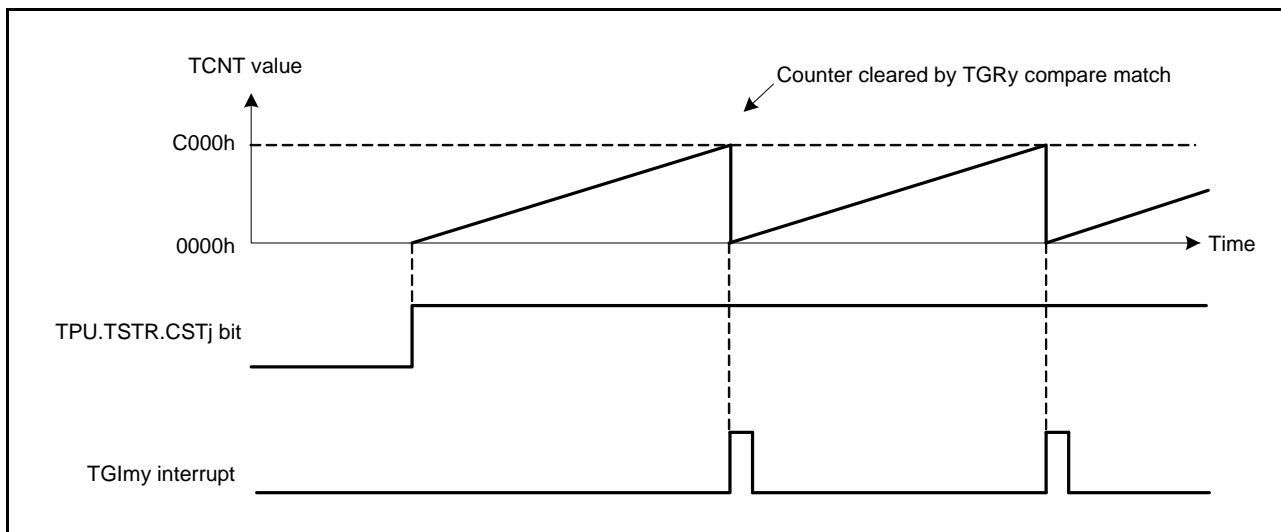 TCNT value
Counter cleared by TGRy compare match
C000h
0000h
Time
TPU.TSTR.CSTj bit
TGImy interrupt